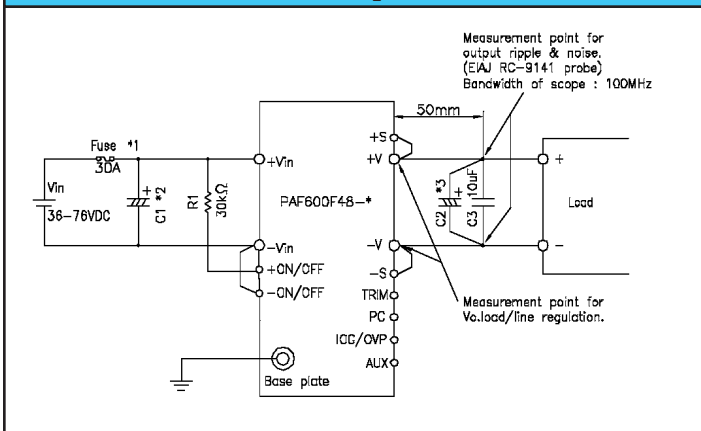 Measurement point for
output ripple & noise.
(EIAJ RC-9141 probe)
Bandwidth of scope : 100MHz
50mm
Fuse *1
30A
Vin
36-76VDC
C1 *2
R1
30kΩ
+Vin
-Vin
+ON/OFF
-ON/OFF
Base plate
PAF600F48-*
+S
+V
-V
-S
TRIM
PC
IOG/OVP
AUX
C2 *3
C3 10uF
+
Load
-
Measurement point for
Vo.load/line regulation.